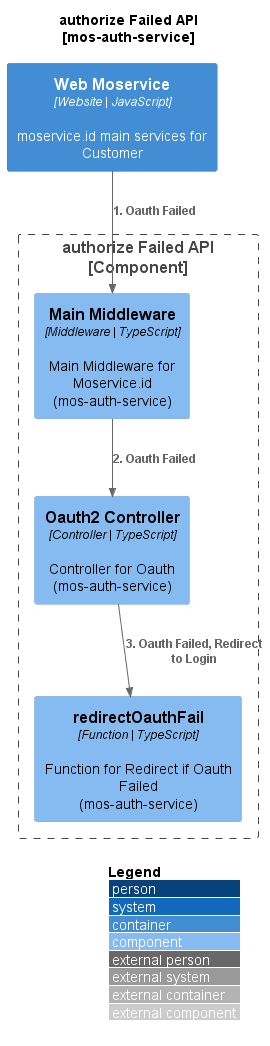 authorize Failed API
[mos-auth-service]
Web Moservice
[Website | JavaScript]
moservice.id main services for
Customer
1. Oauth Failed
authorize Failed API
[Component]
Main Middleware
[Middleware | TypeScript]
Main Middleware for
Moservice.id
(mos-auth-service)
2. Oauth Failed
Oauth2 Controller
[Controller | TypeScript]
Controller for Oauth
(mos-auth-service)
3. Oauth Failed, Redirect
to Login
redirectOauthFail
[Function | TypeScript]
Function for Redirect if Oauth
Failed
(mos-auth-service)
Legend
person
system
container
component
external person
external system
external container
external component